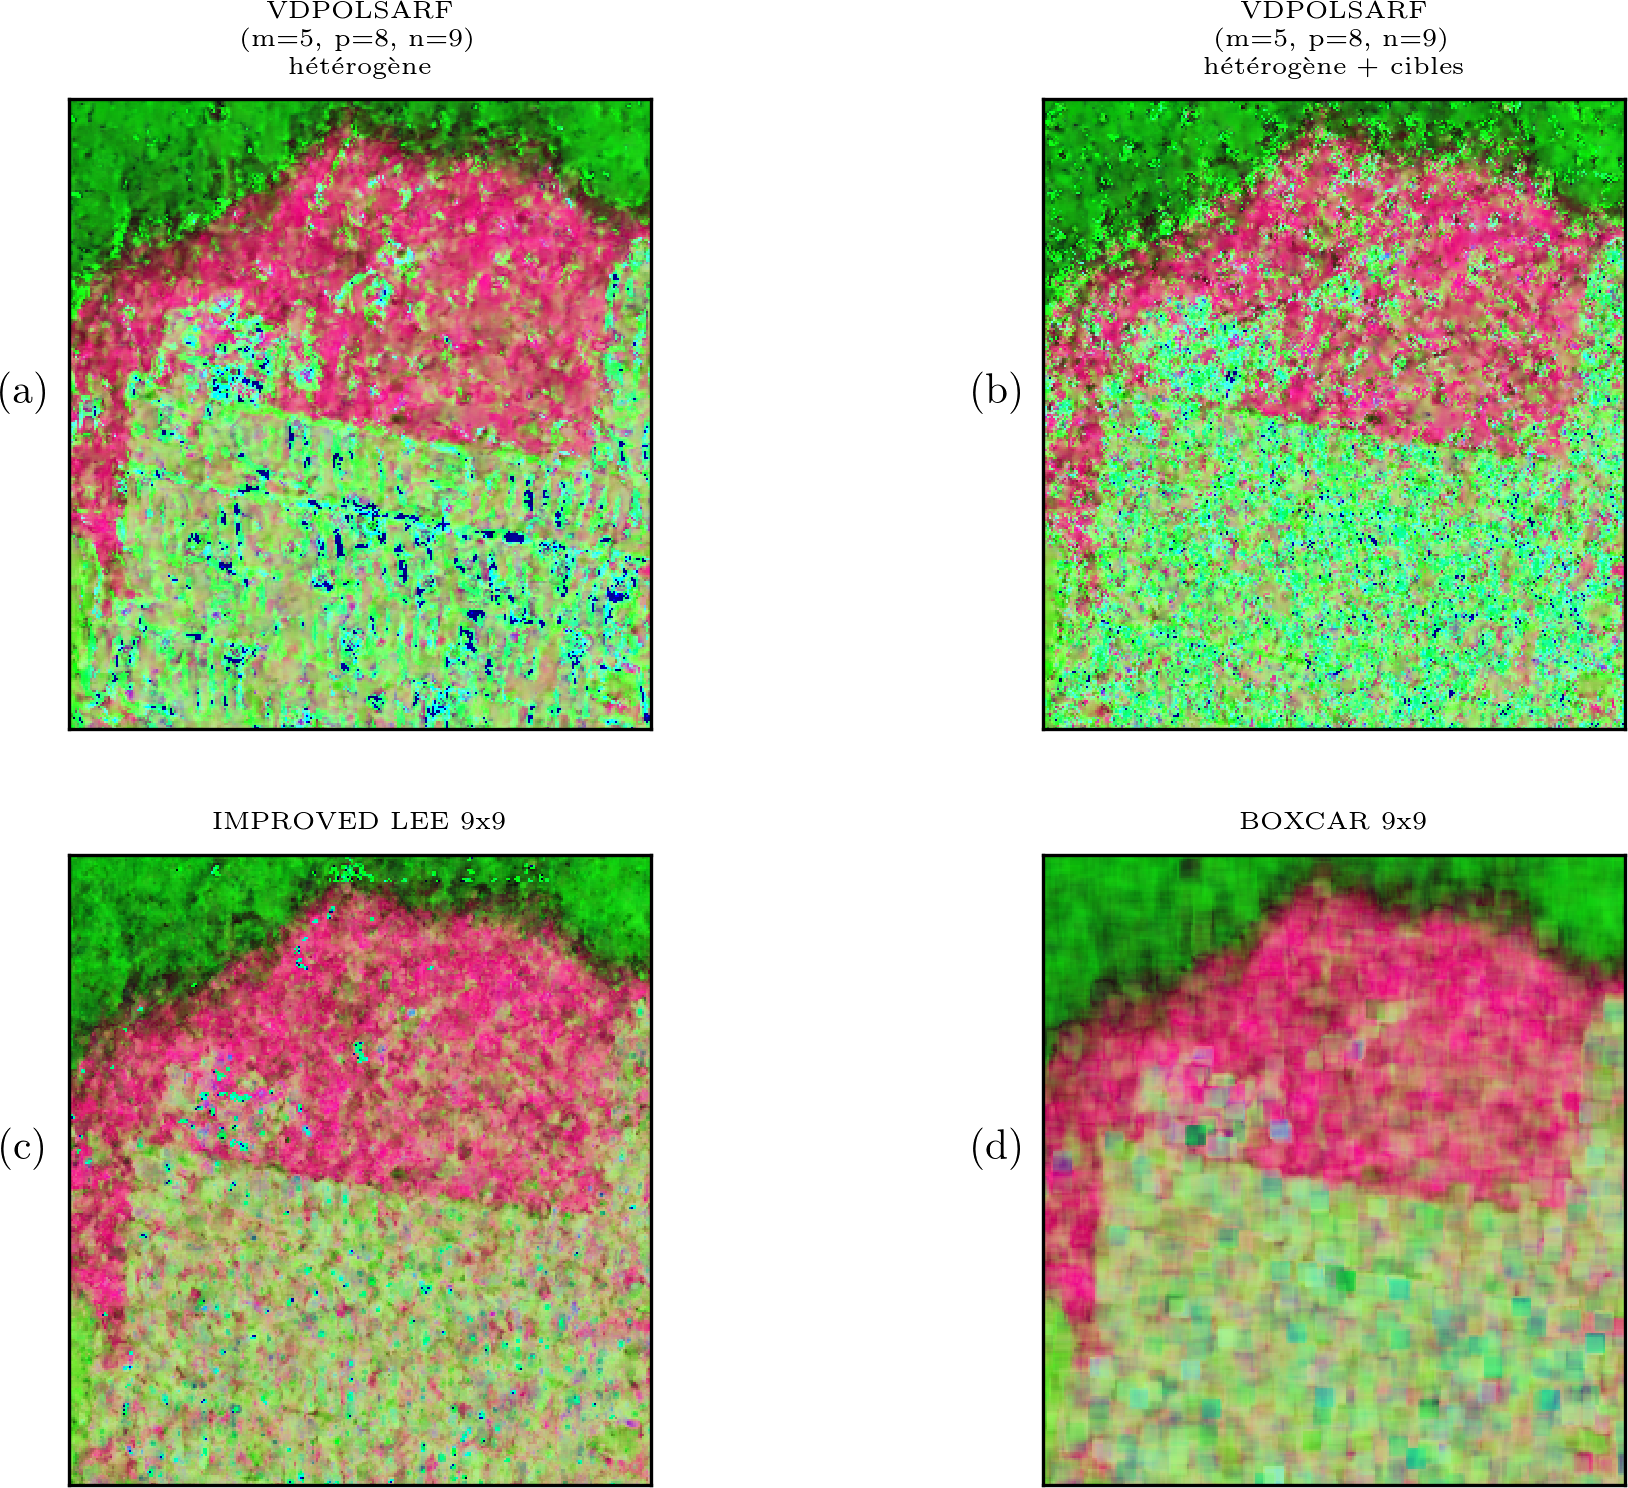 VDPOLSARF
(m=5, p=8, n=9)
hétérogène
VDPOLSARF
(m=5, p=8, n=9)
hétérogène + cibles
(a)
(b)
IMPROVED LEE 9x9
BOXCAR 9x9
(c)
(d)